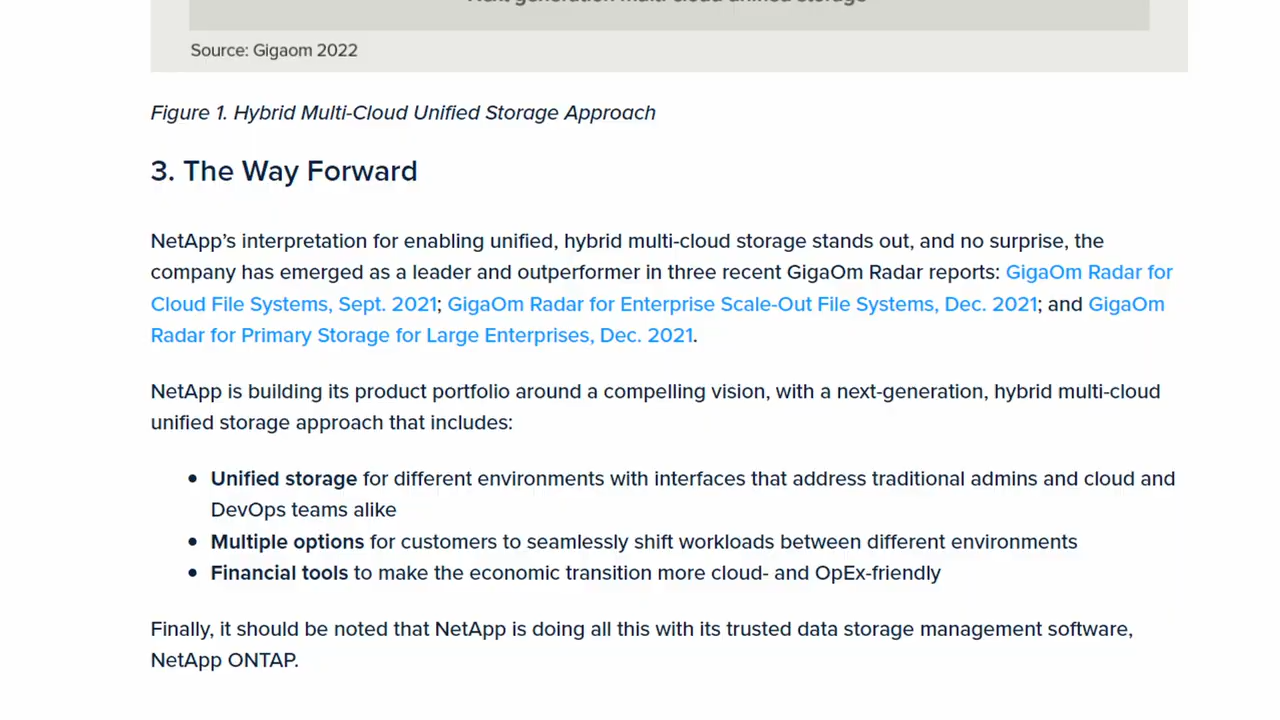 Next-generation multi-cloud unified storage
Source: Gigaom 2022
Figure 1. Hybrid Multi-Cloud Unified Storage Approach
3. The Way Forward
NetApp’s interpretation for enabling unified, hybrid multi-cloud storage stands out, and no surprise, the
company has emerged as a leader and outperformer in three recent GigaOm Radar reports: GigaOm Radar for
Cloud File Systems, Sept. 2021; GigaOm Radar for Enterprise Scale-Out File Systems, Dec. 2021; and GigaOm
Radar for Primary Storage for Large Enterprises, Dec. 2021.
NetApp is building its product portfolio around a compelling vision, with a next-generation, hybrid multi-cloud
unified storage approach that includes:
• Unified storage for different environments with interfaces that address traditional admins and cloud and
DevOps teams alike
• Multiple options for customers to seamlessly shift workloads between different environments
• Financial tools to make the economic transition more cloud- and OpEx-friendly
Finally, it should be noted that NetApp is doing all this with its trusted data storage management software,
NetApp ONTAP.